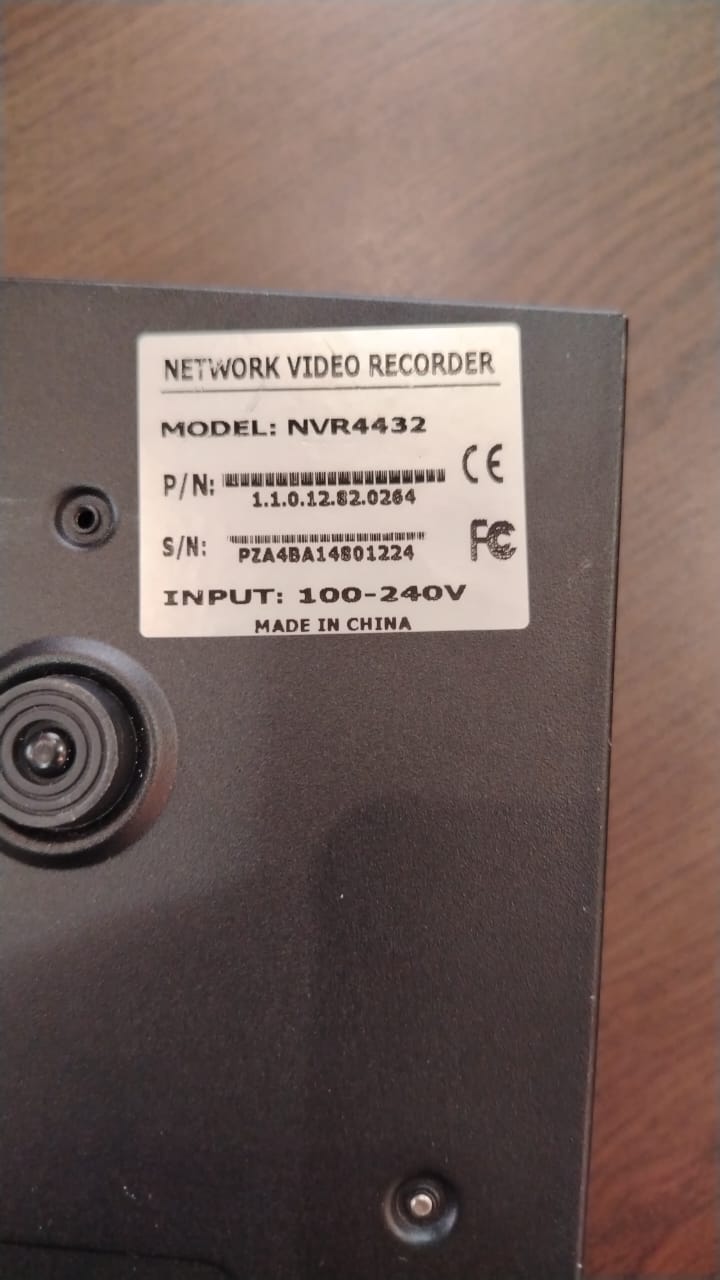 NETWORK VIDEO RECORDER
MODEL: NVR4432
P/N:
1.1.0.12.82.0264
CE
S/N:
PZA4BA14801224
FC
INPUT: 100-240V
MADE IN CHINA